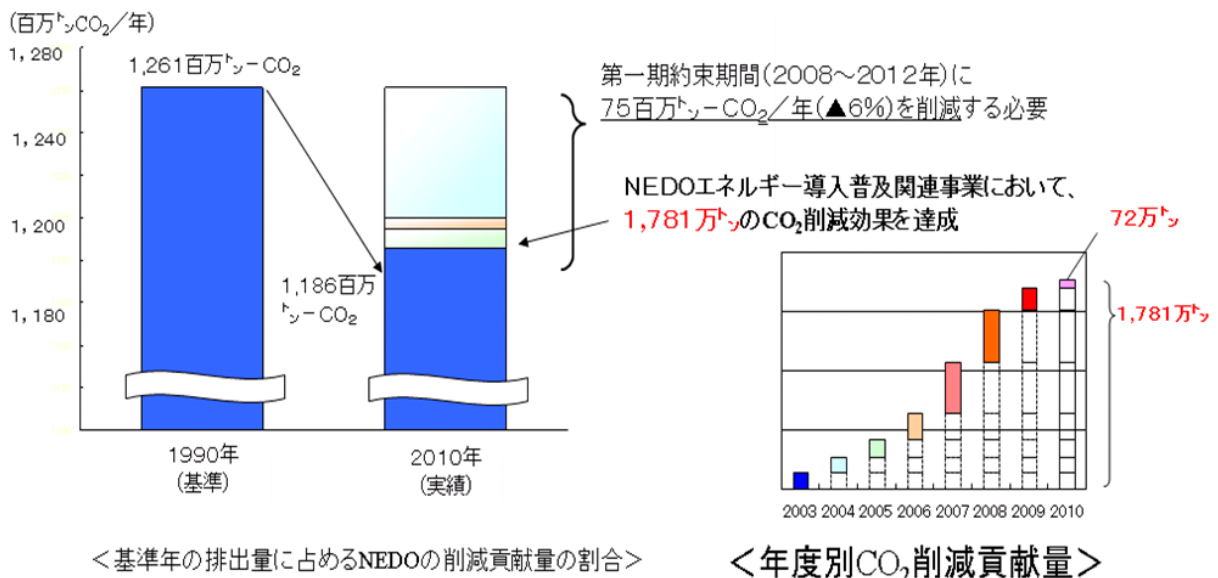 (百万㌧CO₂／年)
1,280
1,240
1,200
1,180
1,261百万㌧－CO₂
1,186百万
㌧－CO₂
1990年
(基準)
2010年
(実績)
第一期約束期間(2008～2012年)に
75百万㌧－CO₂／年(▲6%)を削減する必要
NEDOエネルギー導入普及関連事業において、
1,781万㌧のCO₂削減効果を達成
72万㌧
1,781万㌧
2003 2004 2005 2006 2007 2008 2009 2010
＜基準年の排出量に占めるNEDOの削減貢献量の割合＞
＜年度別CO₂削減貢献量＞